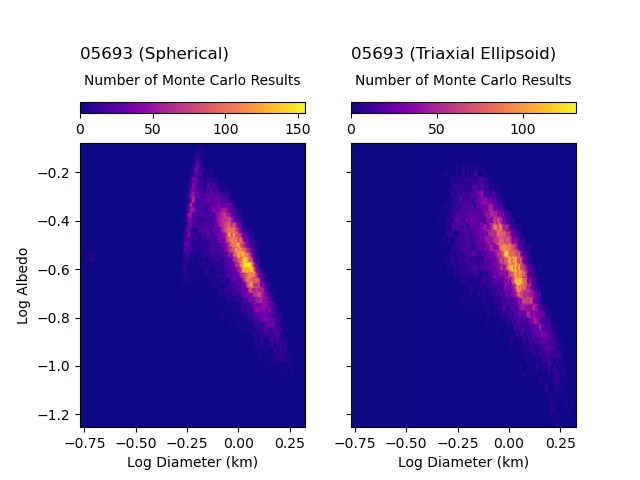 05693 (Spherical)
Number of Monte Carlo Results
0 50 100 150
−0.2
−0.4
−0.6
−0.8
−1.0
−1.2
Log Albedo
−0.75 −0.50 −0.25 0.00 0.25
Log Diameter (km)
05693 (Triaxial Ellipsoid)
Number of Monte Carlo Results
0 50 100
−0.75 −0.50 −0.25 0.00 0.25
Log Diameter (km)